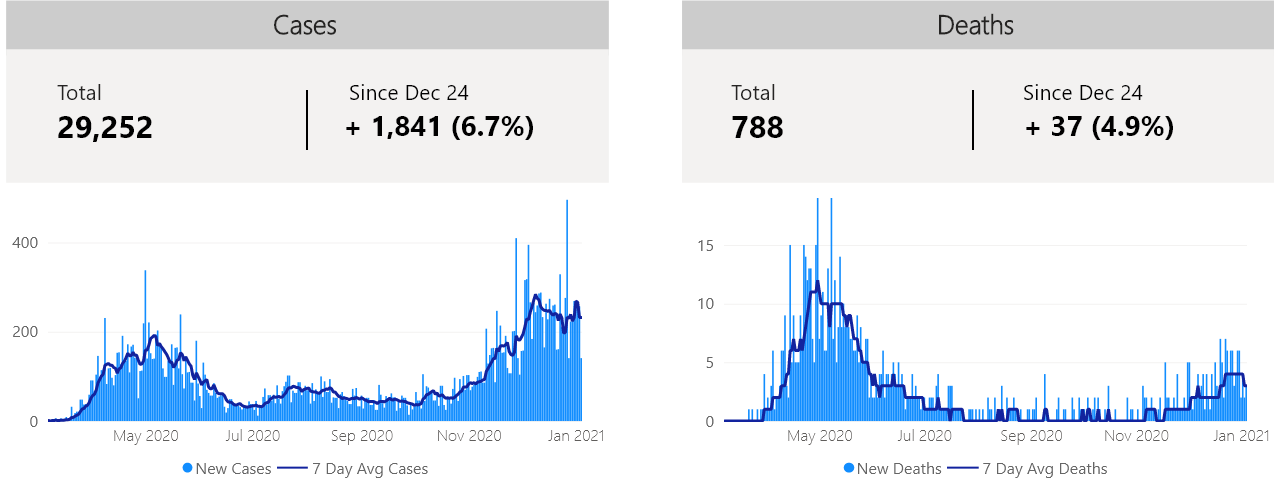 Cases
Total
Since Dec 24
29,252
+ 1,841 (6.7%)
400
200
0
May 2020
Jul 2020
Sep 2020
Nov 2020
Jan 2021
New Cases
7 Day Avg Cases
Deaths
Total
Since Dec 24
788
+ 37 (4.9%)
15
10
5
0
May 2020
Jul 2020
Sep 2020
Nov 2020
Jan 2021
New Deaths
7 Day Avg Deaths